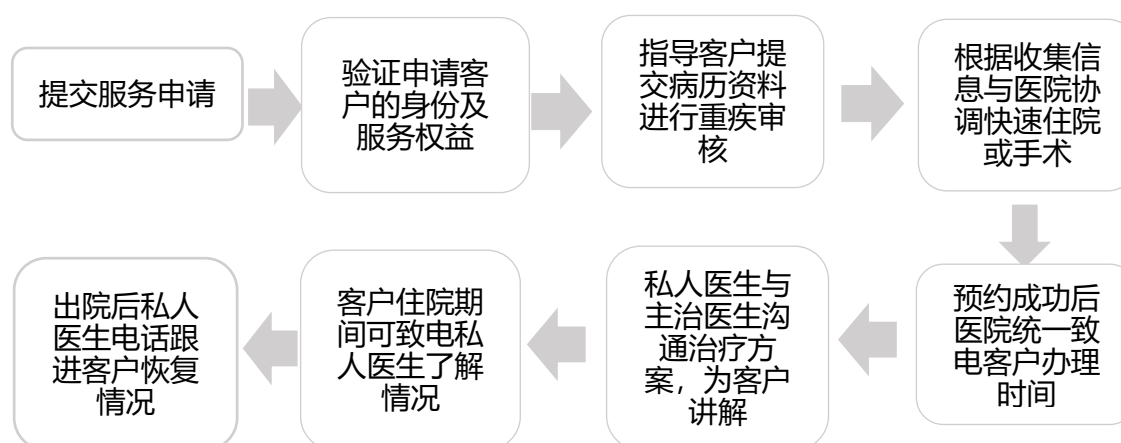 提交服务申请
验证申请客
户的身份及
服务权益
指导客户提
交病历资料
进行重疾审
核
根据收集信
息与医院协
调快速住院
或手术
预约成功后
医院统一致
电客户办理
时间
私人医生与
主治医生沟
通治疗方
案，为客户
讲解
客户住院期
间可致电私
人医生了解
情况
出院后私人
医生电话跟
进客户恢复
情况